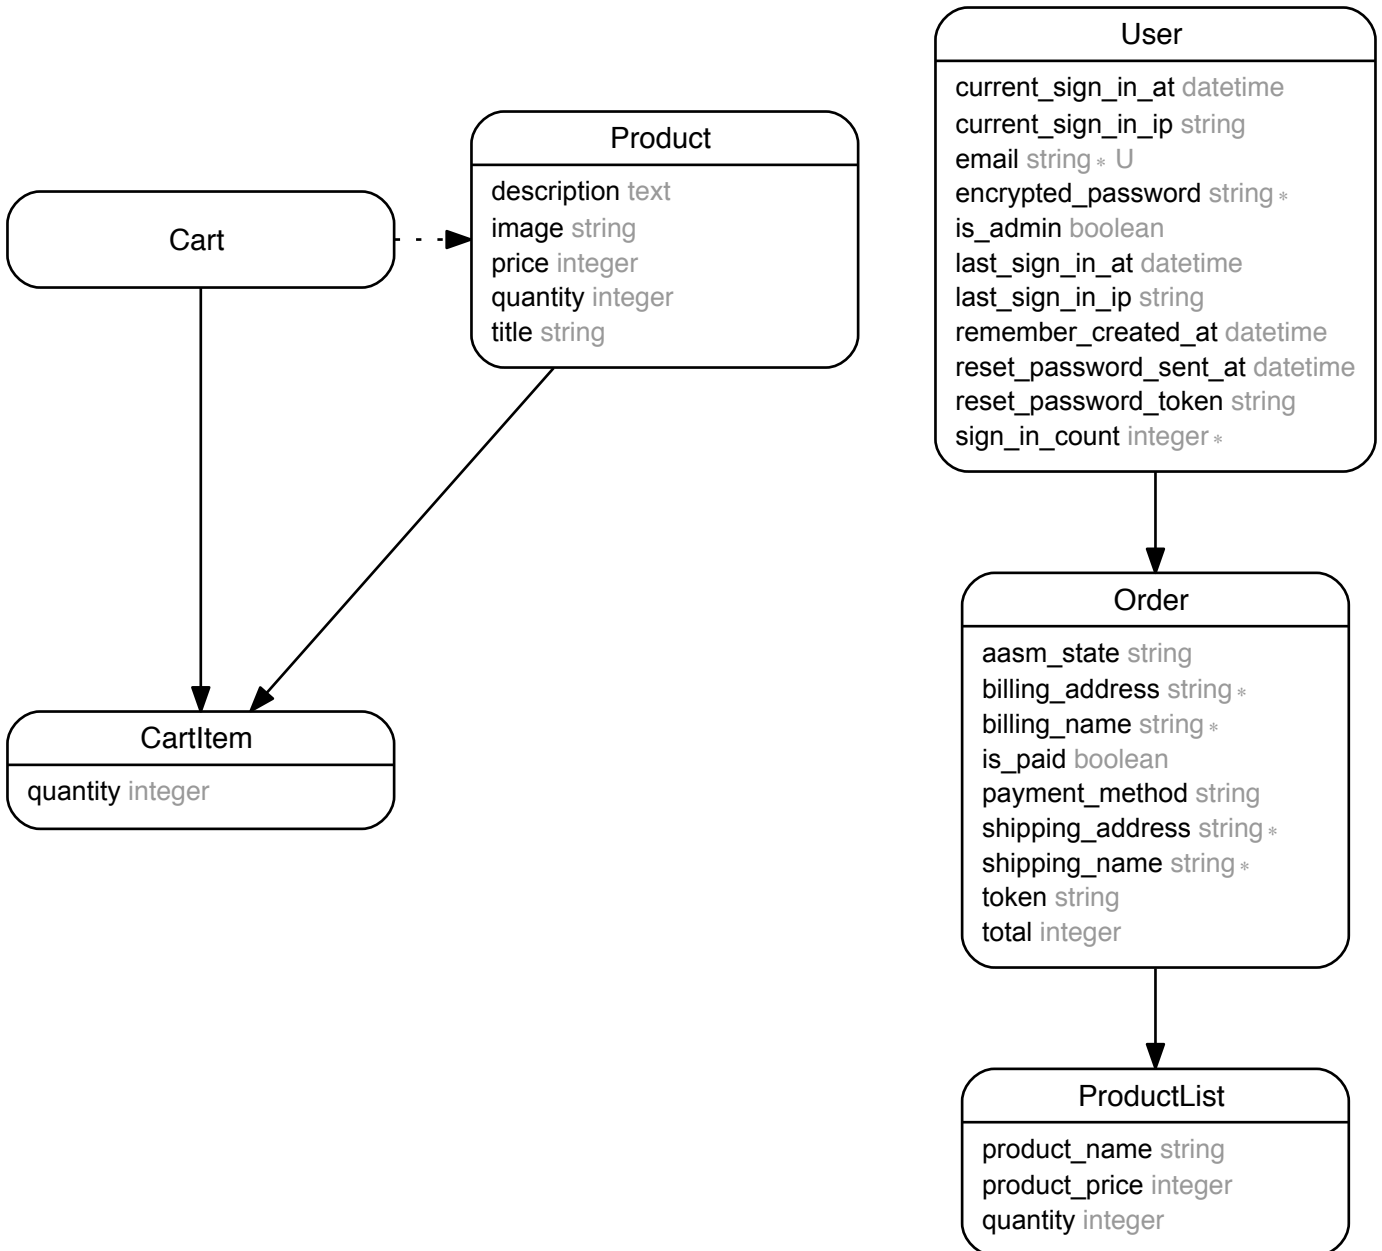 Cart
Product
description text
image string
price integer
quantity integer
title string
CartItem
quantity integer
User
current_sign_in_at datetime
current_sign_in_ip string
email string ∗ U
encrypted_password string ∗
is_admin boolean
last_sign_in_at datetime
last_sign_in_ip string
remember_created_at datetime
reset_password_sent_at datetime
reset_password_token string
sign_in_count integer ∗
Order
aasm_state string
billing_address string ∗
billing_name string ∗
is_paid boolean
payment_method string
shipping_address string ∗
shipping_name string ∗
token string
total integer
ProductList
product_name string
product_price integer
quantity integer